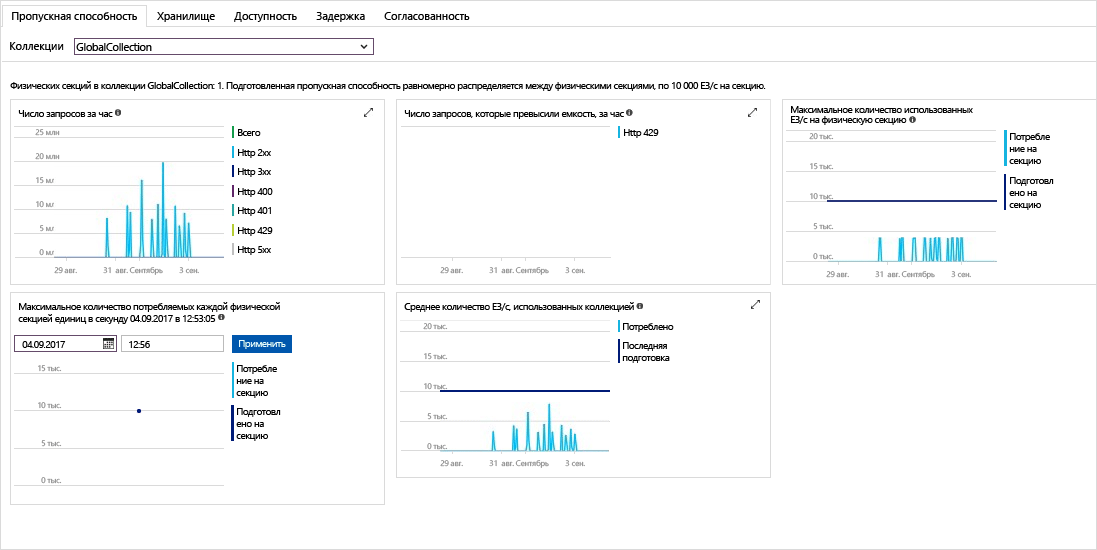 Пропускная способность Хранилище Доступность Задержка Согласованность
Коллекции GlobalCollection
Физических секций в коллекции GlobalCollection: 1. Подготовленная пропускная способность равномерно распределяется между физическими секциями, по 10 000 ЕЗ/с на секцию.
Число запросов за час
25 млн
20 млн
15 м
10 м
5 м
0 м
29 авг. 31 авг. Сентябрь 3 сен.
Всего
Http 2xx
Http 3xx
Http 400
Http 401
Http 429
Http 5xx
Число запросов, которые превысили емкость, за час
Http 429
29 авг. 31 авг. Сентябрь 3 сен.
Максимальное количество использованных
ЕЗ/с на физическую секцию
20 тыс.
15 тыс.
10 тыс.
5 тыс.
0 тыс.
29 авг. 31 авг. Сентябрь 3 сен.
Потребле
ние на
секцию
Подготовл
ено на
секцию
Максимальное количество потребляемых каждой физической
секцией единиц в секунду 04.09.2017 в 12:53:05
04.09.2017 12:56 Применить
15 тыс.
10 тыс.
5 тыс.
0 тыс.
Потребле
ние на
секцию
Подготовл
ено на
секцию
Среднее количество ЕЗ/с, использованных коллекцией
20 тыс.
15 тыс.
10 тыс.
5 тыс.
0 тыс.
29 авг. 31 авг. Сентябрь 3 сен.
Потреблено
Последняя
подготовка